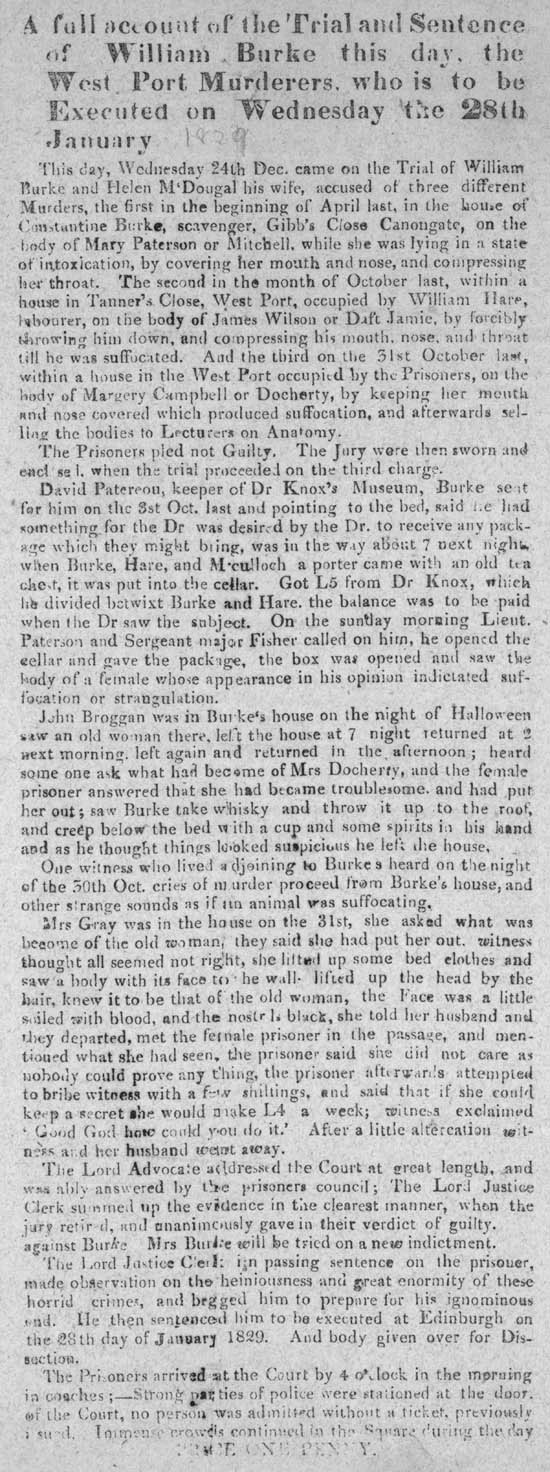 A full account of the Trial and Sentence
of William Burke this day, the
West Port Murderers, who is to be
Executed on Wednesday the 28th
January 1829
This day, Wednesday 24th Dec. came on the Trial of William
Burke and Helen M'Dougal his wife, accused of three different
Murders, the first in the beginning of April last, in the house of
Constantine Burke, scavenger, Gibb's Close Canongate, on the
body of Mary Paterson or Mitchell, while she was lying in a state
of intoxication, by covering her mouth and nose, and compressing
her throat. The second in the month of October last, within a
house in Tanner's Close, West Port, occupied by William Hare,
labourer, on the body of James Wilson or Daft Jamie, by forcibly
throwing him down, and compressing his mouth, nose, and throat
till he was suffocated. And the third on the 31st October last,
within a house in the West Port occupied by the Prisoners, on the
body of Margery Campbell or Docherty, by keeping her mouth
and nose covered which produced suffocation, and afterwards sel-
ling the bodies to Lecturers on Anatomy.
The Prisoners pled not Guilty. The Jury were then sworn and
when the trial proceeded on the third charge.
David Patereon, keeper of Dr Knox's Museum, Burke sent
for him on the 3st Oct. last and pointing to the bed, said he had
something for the Dr was desired by the Dr. to receive any pack-
age which they might bring, was in the way about 7 next night,
when Burke, Hare, and M'culloch a porter came with an old tea
chest, it was put into the cellar. Got L5 from Dr Knox, which
he divided betwixt Burke and Hare. the balance was to be paid
when the Dr saw the subject. On the sunday morning Lieut.
Paterson and Sergeant major Fisher called on him, he opened the
cellar and gave the package, the box was opened and saw the
body of a female whose appearance in his opinion indictated suf-
focation or strangulation.
John Broggan was in Burke's house on the night of Halloween
saw an old woman there, left the house at 7 night returned at 2
next morning. left again and returned in the afternoon; heard
some one ask what had become of Mrs Docherty, and the female
prisoner answered that she had became troublesome. and had put
her out; saw Burke take whisky and throw it up to the roof,
and creep below the bed with a cup and some spirits in his hand
and as he thought things looked suspicious he left the house.
One witness who lived adjoining to Burkes heard on the night
of the 30th Oct. cries of murder proceed from Burke's house, and
other strange sounds as if an animal was suffocating.
Mrs Gray was in the house on the 31st, she asked what was
become of the old woman, they said she had put her out. witness
thought all seemed not right, she lifted up some bed clothes and
saw a body with its face to he wall- lifted up the head by the
hair, knew it to be that of the old woman, the Face was a little
soiled with blood, and the nostr ls black, she told her husband and
they departed, met the female prisoner in the passage, and men-
tioned what she had seen, the prisoner said she did not care as
nobody could prove any thing, the prisoner afterwards attempted
to bribe witness with a few shillings, and said that if she could
keep a secret she would make L4 a week; witness exclaimed
' Good God how could you do it.' After a little altercation wit-
ness and her husband went away.
The Lord Advocate addressed the Court at great length, and
was ably answered by the prisoners council; The Lord Justice
Clerk summed up the evidence in the clearest manner, when the
jury retir-d, and unanimously gave in their verdict of guilty.
against Burke Mrs Burke will be tried on a new indictment.
The Lord Justice Clerk in passing sentence on the prisoner,
made observation on the heiniousness and great enormity of these
horrid crimes, and begged him to prepare for his ignominous
end. He then sentenced him to be executed at Edinburgh on
the 28th day of January 1829. And body given over for Dis-
section.
The Prisoners arrived at the Court by 4 o'clock in the morning
in coaches;—Strong parties of police were stationed at the door.
of the Court, no person was admitted without a ticket, previously
i sued. Immense crowds continued in the Square during the day
PRICE ONE PENNY.